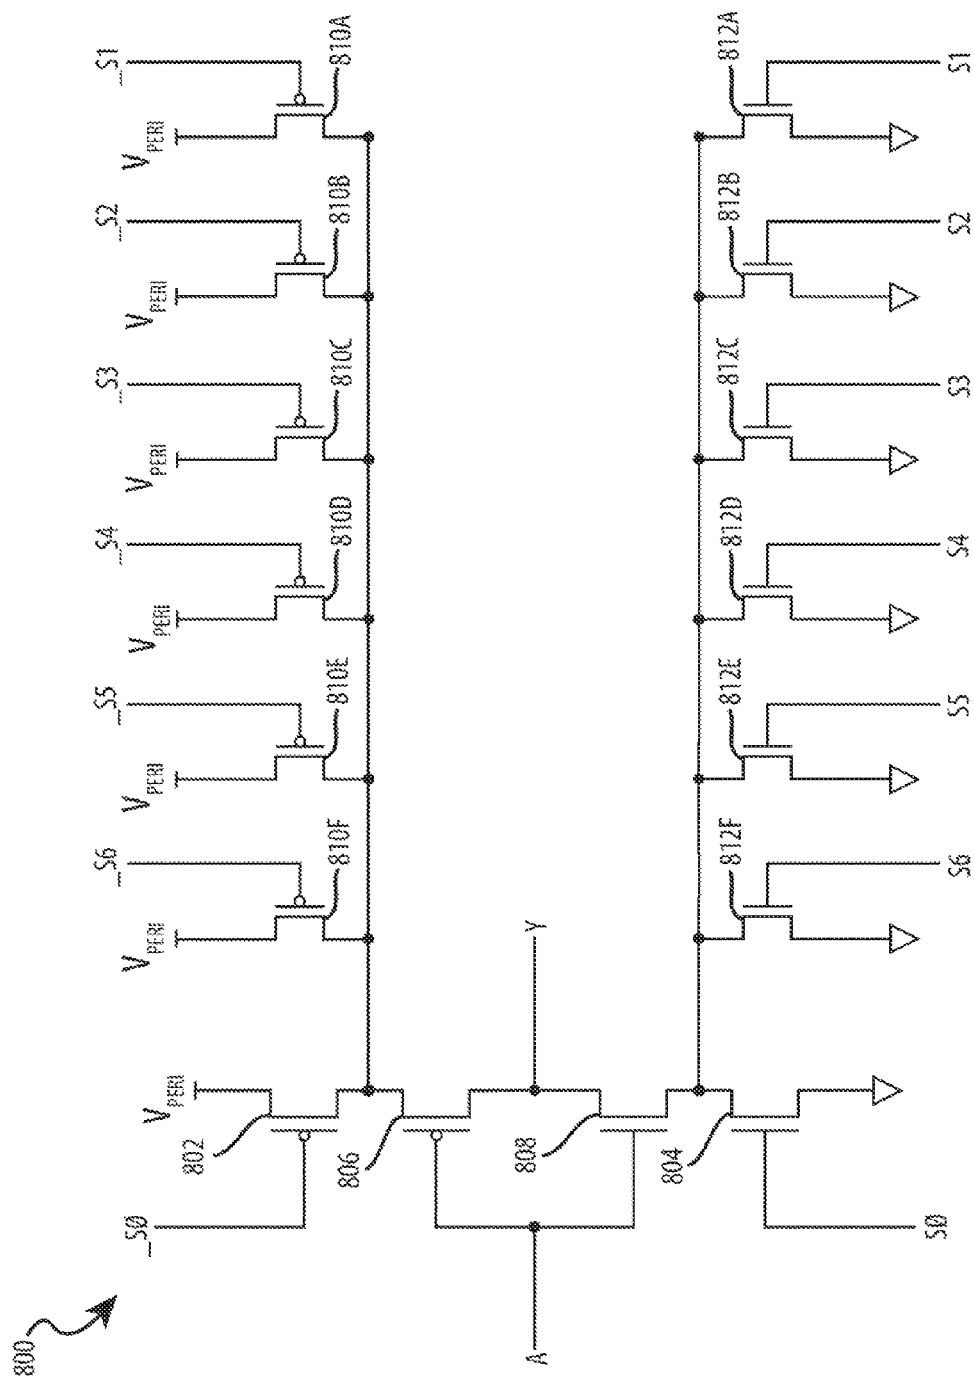 800
A
_S0
V_PERI
802
806
Y
808
804
S0
_S6
V_PERI
810F
_S5
V_PERI
810E
_S4
V_PERI
810D
_S3
V_PERI
810C
_S2
V_PERI
810B
_S1
V_PERI
810A
812F
S6
812E
S5
812D
S4
812C
S3
812B
S2
812A
S1